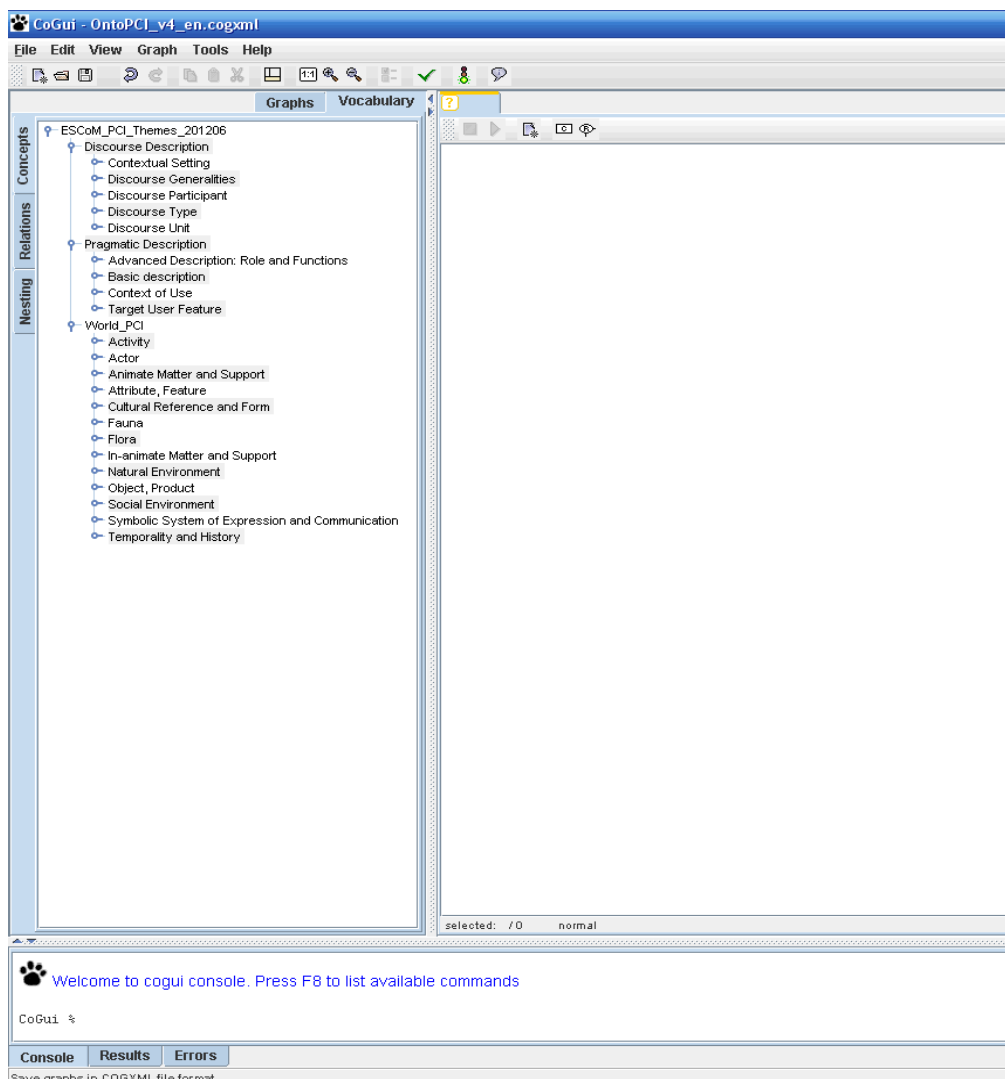 CoGui - OntoPCI_v4_en.cogxml
File Edit View Graph Tools Help
1:1
Graphs Vocabulary
?
Concepts
Relations
Nesting
ESCoM_PCI_Themes_201206
Discourse Description
Contextual Setting
Discourse Generalities
Discourse Participant
Discourse Type
Discourse Unit
Pragmatic Description
Advanced Description: Role and Functions
Basic description
Context of Use
Target User Feature
World_PCI
Activity
Actor
Animate Matter and Support
Attribute, Feature
Cultural Reference and Form
Fauna
Flora
In-animate Matter and Support
Natural Environment
Object, Product
Social Environment
Symbolic System of Expression and Communication
Temporality and History
selected: / 0 normal
Welcome to cogui console. Press F8 to list available commands
CoGui %
Console Results Errors
Save graphs in COGXML file format